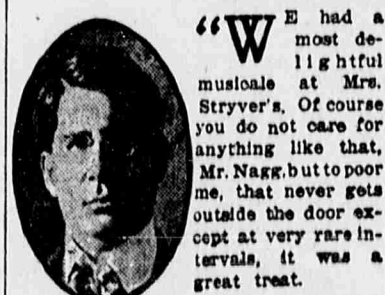 “WE had a
most de-
lightful
musicale at Mrs.
Stryver's. Of course
you do not care for
anything like that,
Mr. Nagg, but to poor
me, that never gets
outside the door ex-
cept at very rare in-
tervals, it was a
great treat.